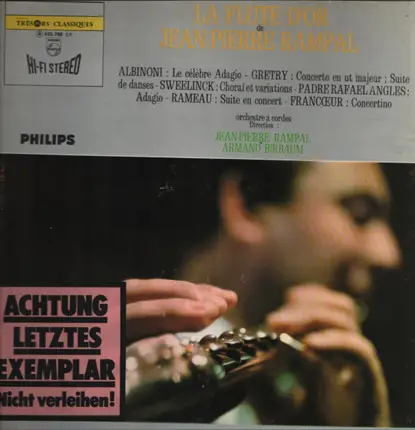 TRÉSORS CLASSIQUES
HI-FI STEREO
PHILIPS
LA FLUTE D'OR
de
JEAN PIERRE RAMPAL
ALBINONI : Le célèbre Adagio - GRETRY : Concerto en ut majeur ; Suite
de danses - SWEELINCK : Choral et variations - PADRE RAFAEL ANGLES :
Adagio - RAMEAU : Suite en concert - FRANCŒUR : Concertino
orchestre à cordes
Direction :
JEAN PIERRE RAMPAL
ARMAND BIRBAUM
ACHTUNG
LETZTES
EXEMPLAR
Nicht verleihen!